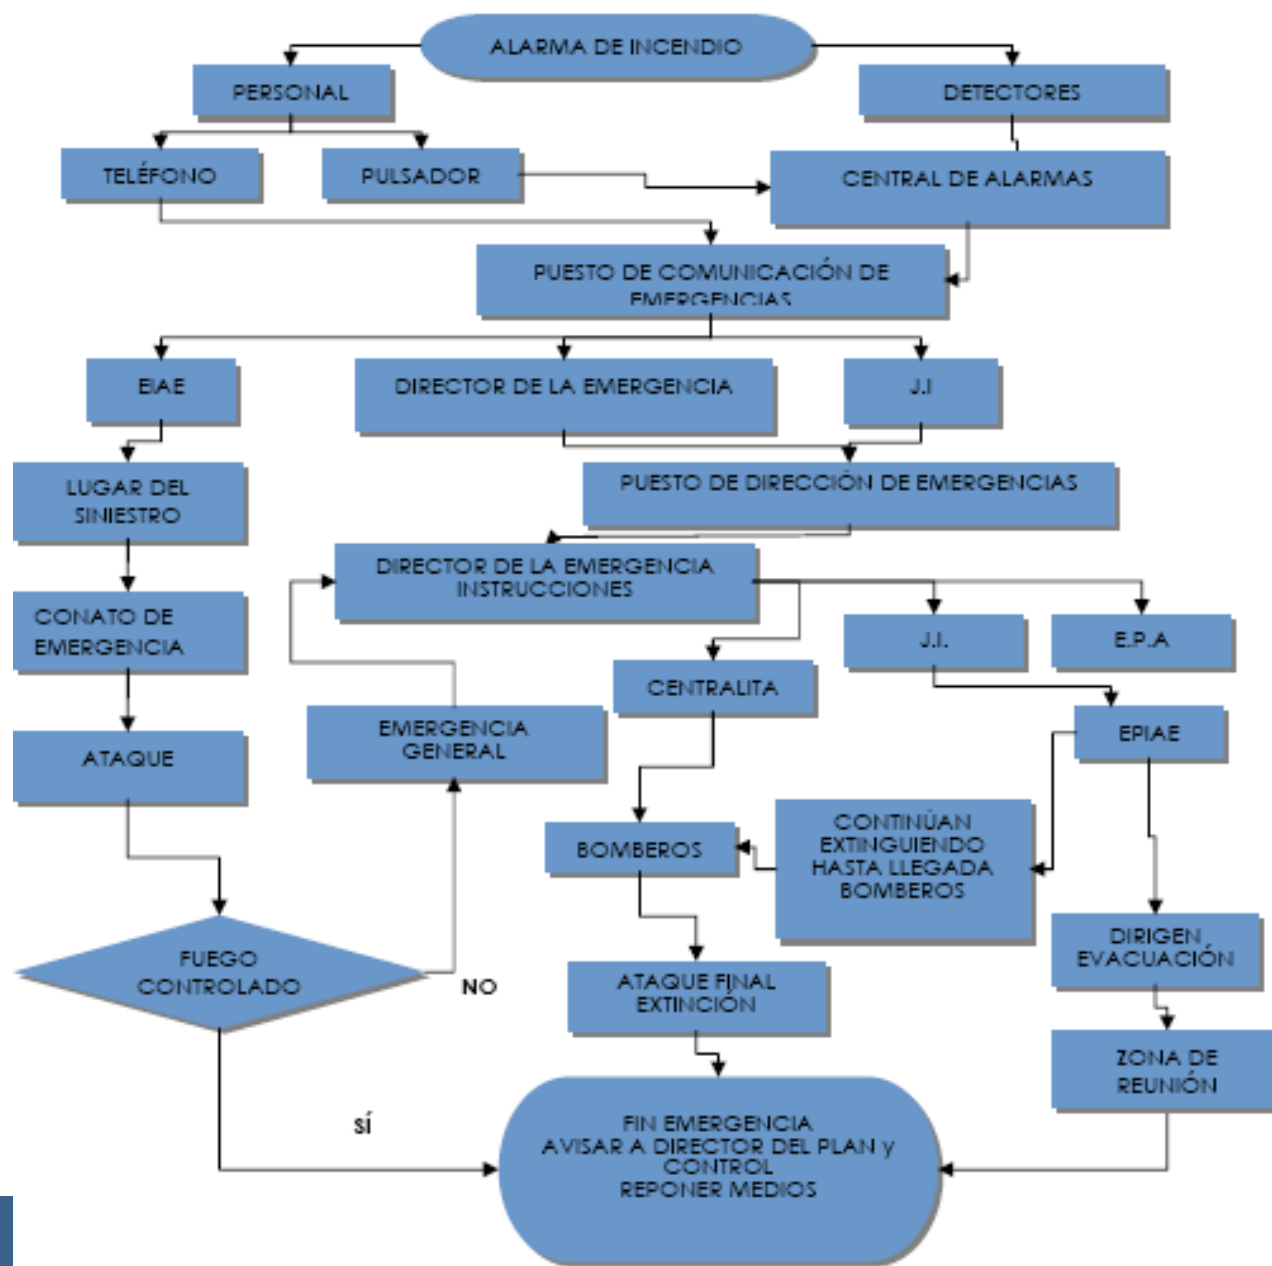 ALARMA DE INCENDIO
PERSONAL
DETECTORES
TELÉFONO
PULSADOR
CENTRAL DE ALARMAS
PUESTO DE COMUNICACIÓN DE
EMERGENCIAS
EIAE
DIRECTOR DE LA EMERGENCIA
J.I
LUGAR DEL
SINIESTRO
PUESTO DE DIRECCIÓN DE EMERGENCIAS
DIRECTOR DE LA EMERGENCIA
INSTRUCCIONES
CONATO DE
EMERGENCIA
J.I.
E.P.A
CENTRALITA
EMERGENCIA
GENERAL
EPIAE
ATAQUE
BOMBEROS
CONTINÚAN
EXTINGUIENDO
HASTA LLEGADA
BOMBEROS
FUEGO
CONTROLADO
NO
DIRIGEN
EVACUACIÓN
ATAQUE FINAL
EXTINCIÓN
ZONA DE
REUNIÓN
SÍ
FIN EMERGENCIA
AVISAR A DIRECTOR DEL PLAN y
CONTROL
REPONER MEDIOS